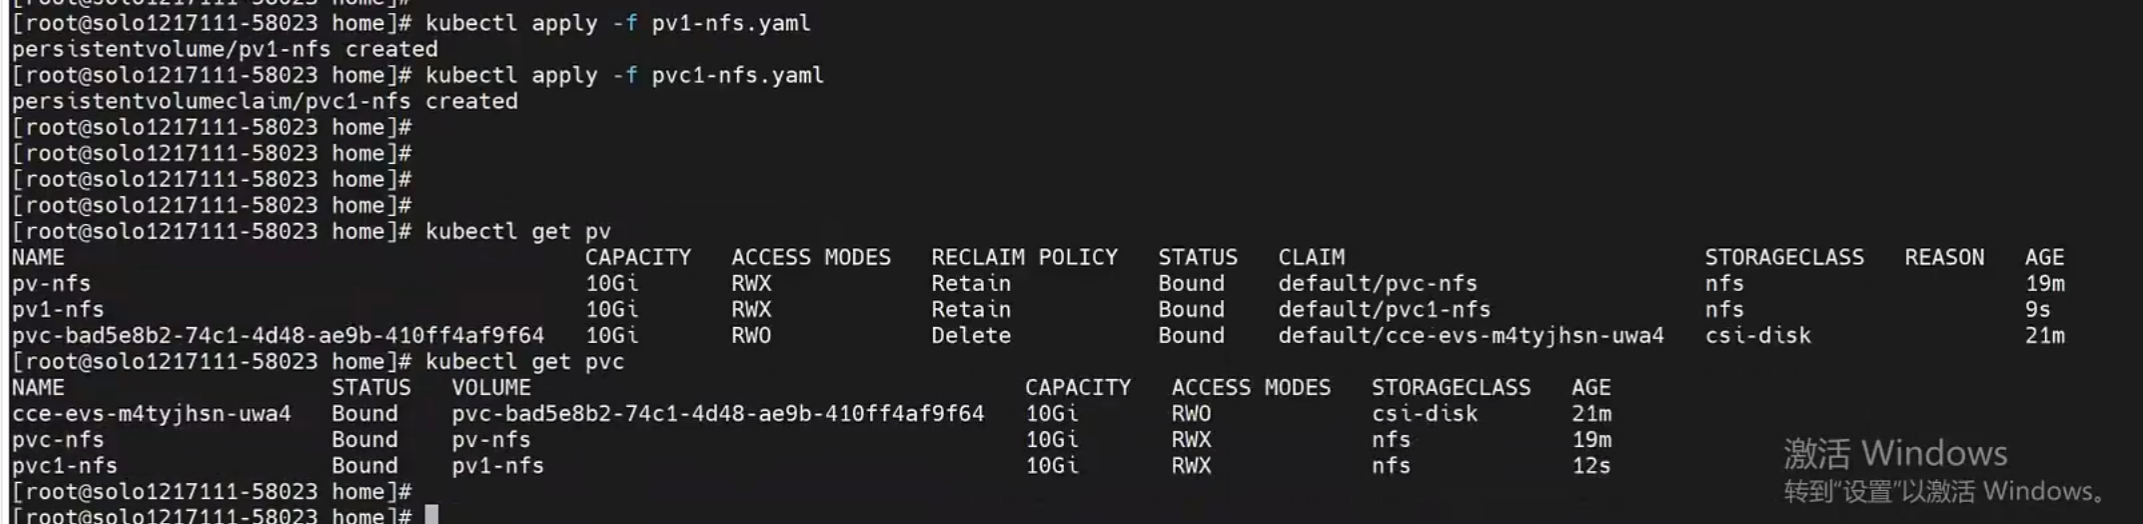 [root@solo1217111-58023 home]#
[root@solo1217111-58023 home]# kubectl apply -f pv1-nfs.yaml
persistentvolume/pv1-nfs created
[root@solo1217111-58023 home]# kubectl apply -f pvc1-nfs.yaml
persistentvolumeclaim/pvc1-nfs created
[root@solo1217111-58023 home]#
[root@solo1217111-58023 home]#
[root@solo1217111-58023 home]#
[root@solo1217111-58023 home]#
[root@solo1217111-58023 home]# kubectl get pv
NAME CAPACITY ACCESS MODES RECLAIM POLICY STATUS CLAIM STORAGECLASS REASON AGE
pv-nfs 10Gi RWX Retain Bound default/pvc-nfs nfs 19m
pv1-nfs 10Gi RWX Retain Bound default/pvc1-nfs nfs 9s
pvc-bad5e8b2-74c1-4d48-ae9b-410ff4af9f64 10Gi RWO Delete Bound default/cce-evs-m4tyjhsn-uwa4 csi-disk 21m
[root@solo1217111-58023 home]# kubectl get pvc
NAME STATUS VOLUME CAPACITY ACCESS MODES STORAGECLASS AGE
cce-evs-m4tyjhsn-uwa4 Bound pvc-bad5e8b2-74c1-4d48-ae9b-410ff4af9f64 10Gi RWO csi-disk 21m
pvc-nfs Bound pv-nfs 10Gi RWX nfs 19m
pvc1-nfs Bound pv1-nfs 10Gi RWX nfs 12s
[root@solo1217111-58023 home]#
[root@solo1217111-58023 home]#
激活 Windows
转到“设置”以激活 Windows。